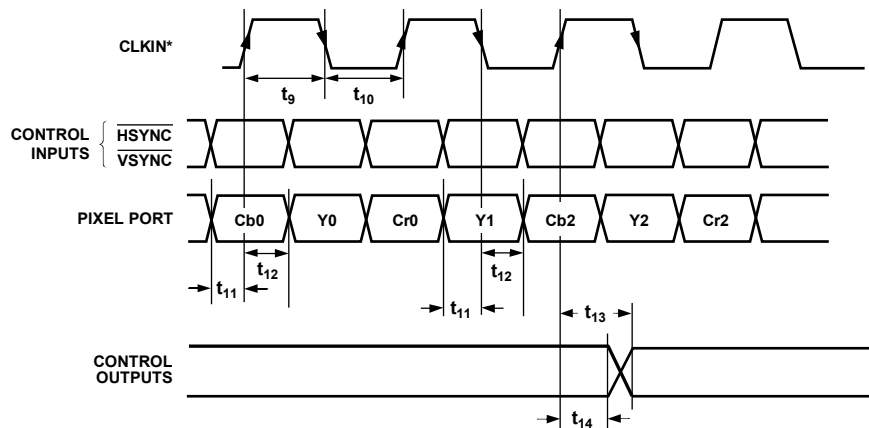 CLKIN*
t9
t10
CONTROL INPUTS
HSYNC
VSYNC
PIXEL PORT
Cb0 Y0 Cr0 Y1 Cb2 Y2 Cr2
t12
t12
t11
t11
t13
CONTROL OUTPUTS
t14